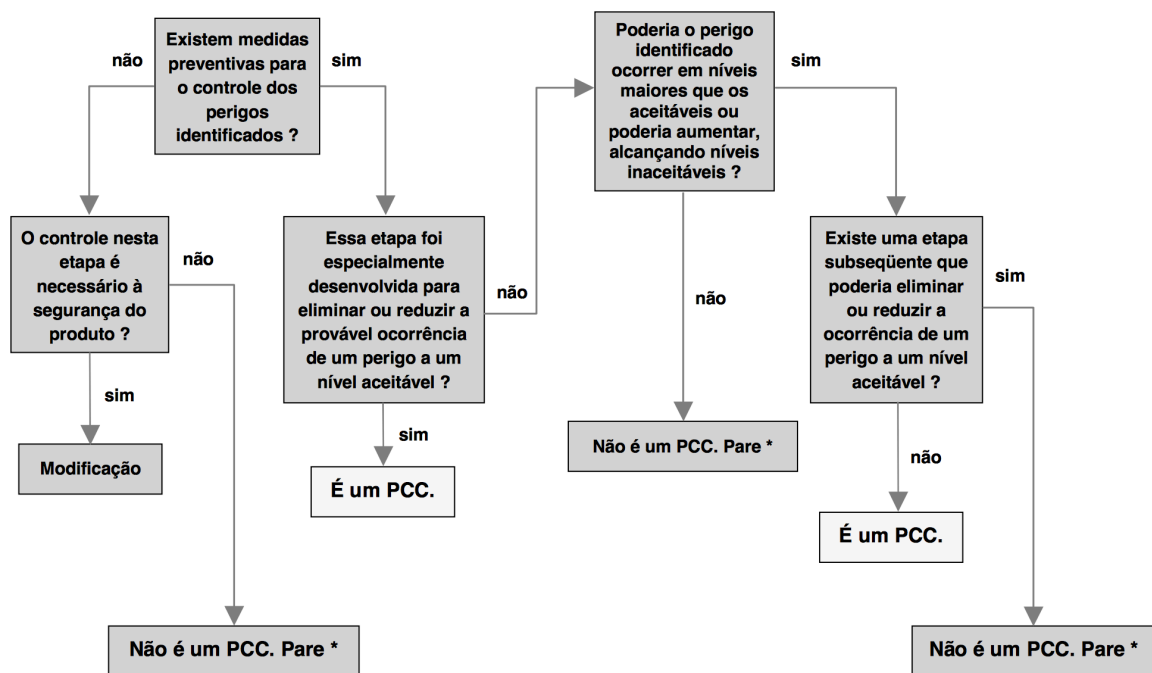 Existem medidas
preventivas para
o controle dos
perigos
identificados ?
não
sim
Poderia o perigo
identificado
ocorrer em níveis
maiores que os
aceitáveis ou
poderia aumentar,
alcançando níveis
inaceitáveis ?
sim
O controle nesta
etapa é
necessário à
segurança do
produto ?
não
sim
Essa etapa foi
especialmente
desenvolvida para
eliminar ou reduzir a
provável ocorrência
de um perigo a um
nível aceitável ?
não
sim
não
Existe uma etapa
subseqüente que
poderia eliminar
ou reduzir a
ocorrência de um
perigo a um nível
aceitável ?
sim
não
Modificação
É um PCC.
Não é um PCC. Pare *
É um PCC.
Não é um PCC. Pare *
Não é um PCC. Pare *